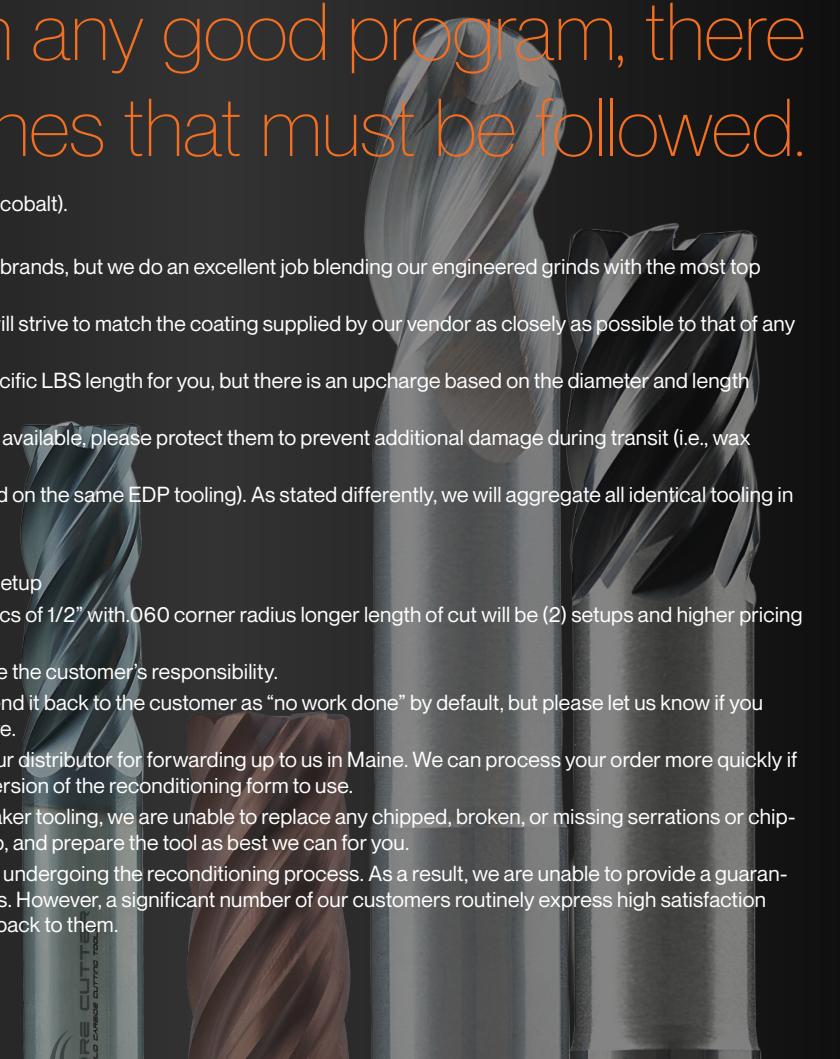 any good program, there
that must be followed.
cobalt).
brands, but we do an excellent job blending our engineered grinds with the most top
strive to match the coating supplied by our vendor as closely as possible to that of any
LBS length for you, but there is an upcharge based on the diameter and length
available, please protect them to prevent additional damage during transit (i.e., wax
on the same EDP tooling). As stated differently, we will aggregate all identical tooling in
of 1/2” with.060 corner radius longer length of cut will be (2) setups and higher pricing
the customer’s responsibility.
it back to the customer as “no work done” by default, but please let us know if you
distributor for forwarding up to us in Maine. We can process your order more quickly if
of the reconditioning form to use.
tooling, we are unable to replace any chipped, broken, or missing serrations or chip-
and prepare the tool as best we can for you.
undergoing the reconditioning process. As a result, we are unable to provide a guaran-
However, a significant number of our customers routinely express high satisfaction
back to them.
CUTTER
CARBIDE CUTTING